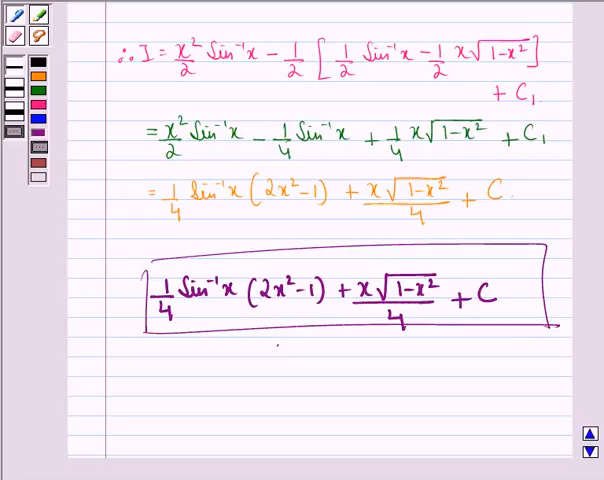 ∴ I = x²/2 Sin⁻¹x − 1/2 [ 1/2 Sin⁻¹x − 1/2 x√(1−x²) ]
+ C₁
= x²/2 Sin⁻¹x − 1/4 Sin⁻¹x + 1/4 x√(1−x²) + C₁
= 1/4 Sin⁻¹x (2x²−1) + x√(1−x²)/4 + C.
1/4 Sin⁻¹x (2x²−1) + x√(1−x²)/4 + C